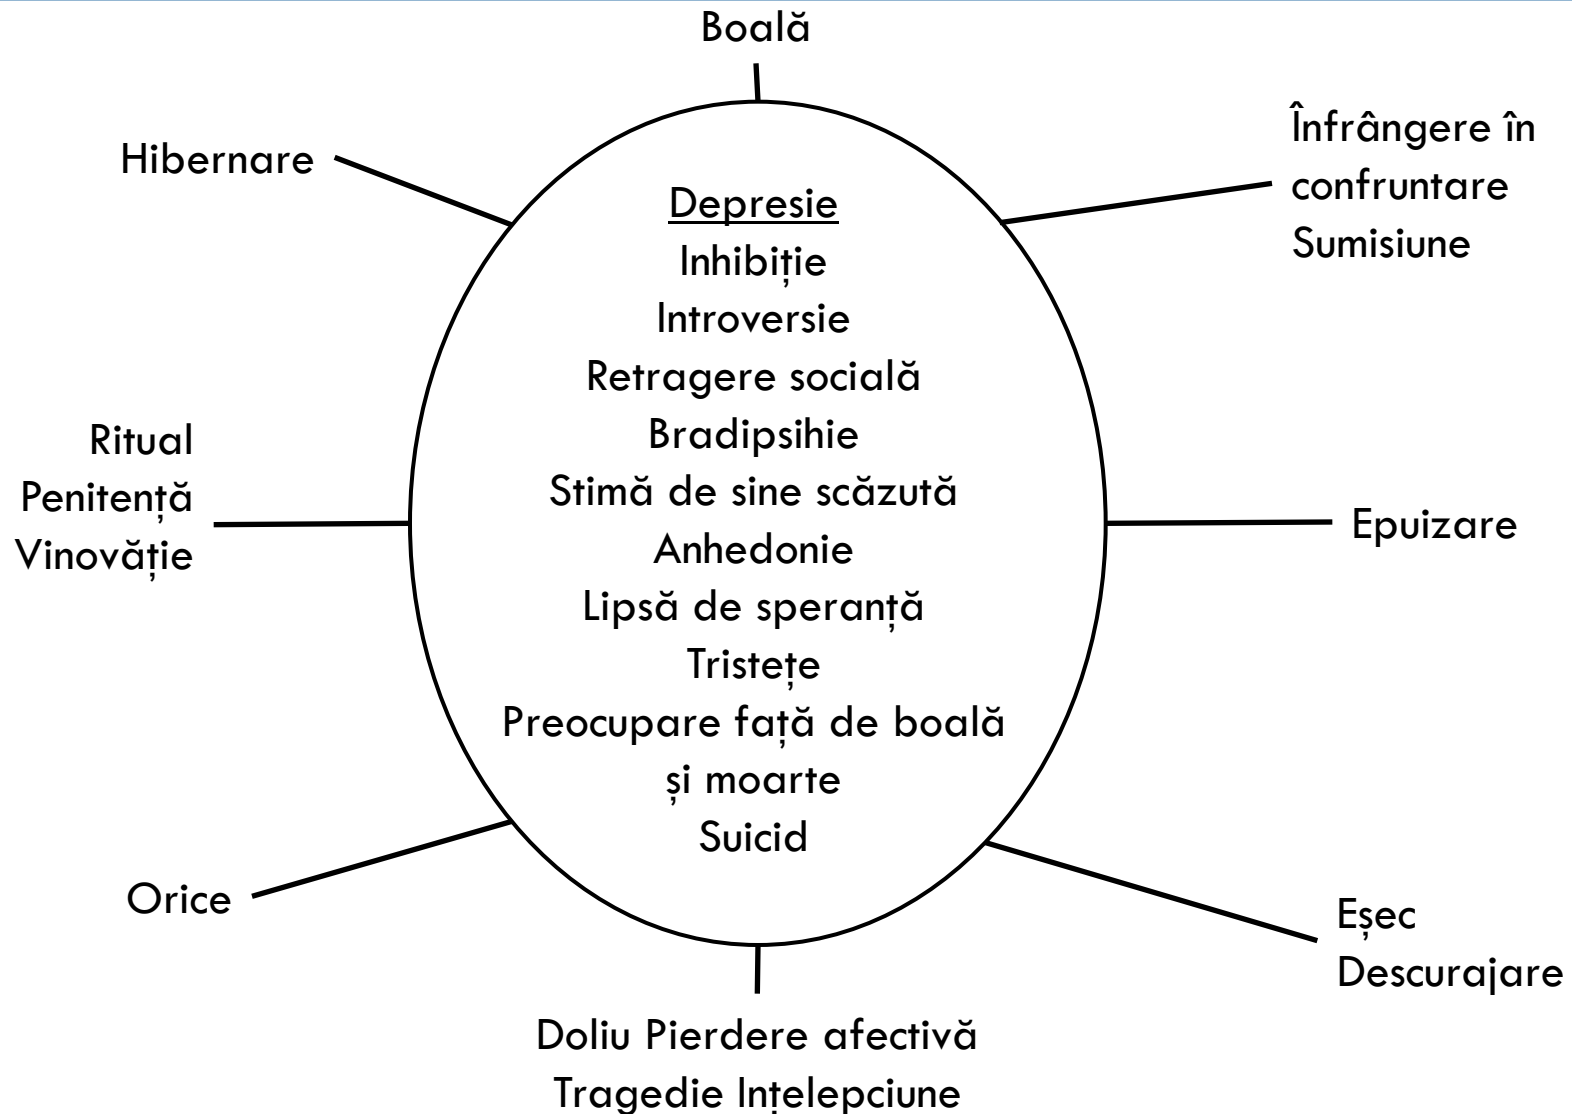 Boală
Hibernare
Înfrângere în
confruntare
Sumisiune
Depresie
Inhibiție
Introversie
Retragere socială
Bradipsihie
Stimă de sine scăzută
Anhedonie
Lipsă de speranță
Tristețe
Preocupare față de boală
și moarte
Suicid
Ritual
Penitență
Vinovăție
Epuizare
Orice
Eșec
Descurajare
Doliu Pierdere afectivă
Tragedie Ințelepciune